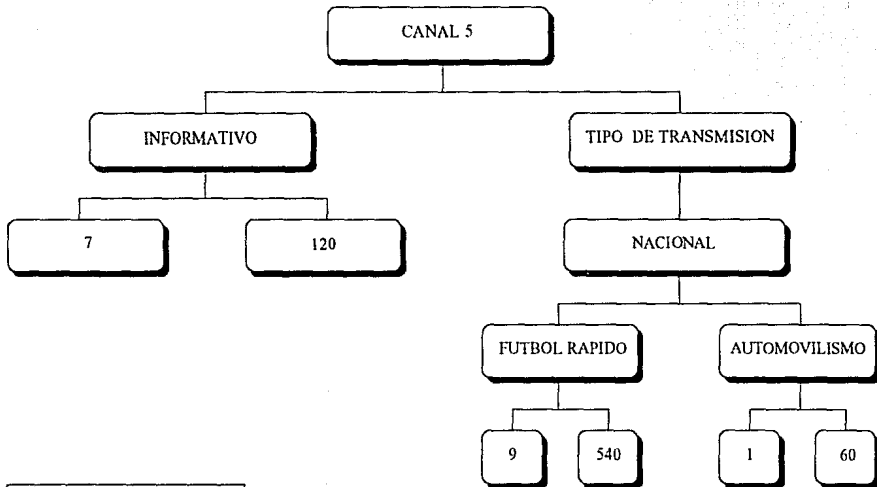 CANAL 5
INFORMATIVO
TIPO DE TRANSMISION
7
120
NACIONAL
FUTBOL RAPIDO
AUTOMOVILISMO
9
540
1
60